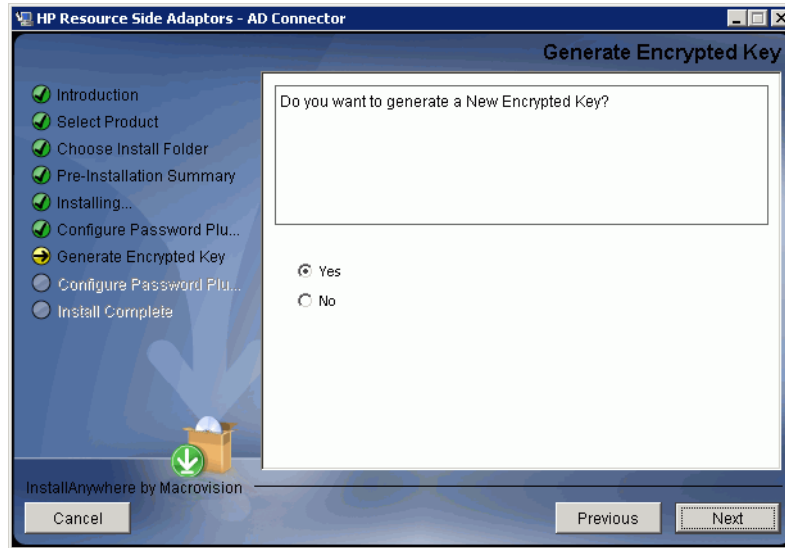 HP Resource Side Adaptors - AD Connector
Generate Encrypted Key
Introduction
Select Product
Choose Install Folder
Pre-Installation Summary
Installing...
Configure Password Plu...
Generate Encrypted Key
Configure Password Plu...
Install Complete
Do you want to generate a New Encrypted Key?
Yes
No
InstallAnywhere by Macrovision
Cancel
Previous
Next